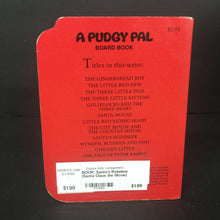 $1.95
A PUDGY PAL
BOARD BOOK
Titles in this series:
THE GINGERBREAD BOY
THE LITTLE RED HEN
THE THREE PIGS
THE THREE LITTLE KITTENS
GOLDILOCKS AND THE
THREE BEARS
SANTA MOUSE
LITTLE RED RIDING HOOD
THE CITY MOUSE AND
THE COUNTRY MOUSE
SANTA'S REINDEER
WYNKEN, BLYNKEN AND NOD
CHICKEN LITTLE
THE TALE OF PETER RABBIT
BOOK: Santa's Reindeer
(Santa Claus the Movie)
$1.99
$1.99